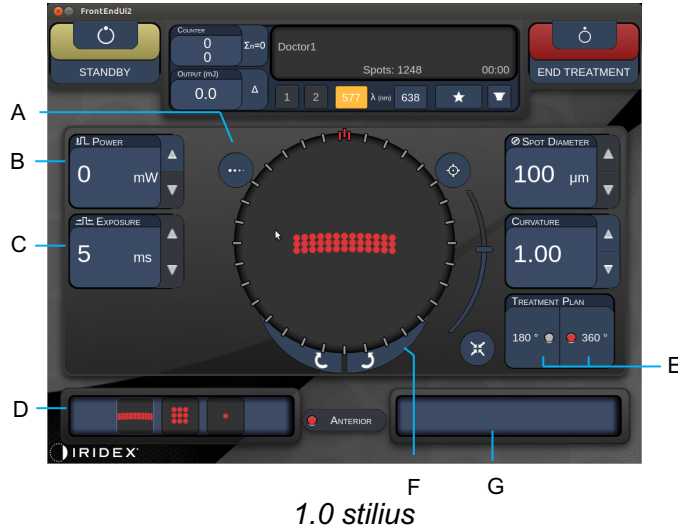 FrontEndUi2
STANDBY
COUNTER
0
0
Σn=0
OUTPUT (mJ)
0.0
Δ
Doctor1
Spots: 1248 00:00
1 2 577 λ (nm) 638
END TREATMENT
A
B
POWER
0 mW
C
EXPOSURE
5 ms
SPOT DIAMETER
100 µm
CURVATURE
1.00
TREATMENT PLAN
180 ° 360 °
E
D
ANTERIOR
IRIDEX
F
G
1.0 stilius